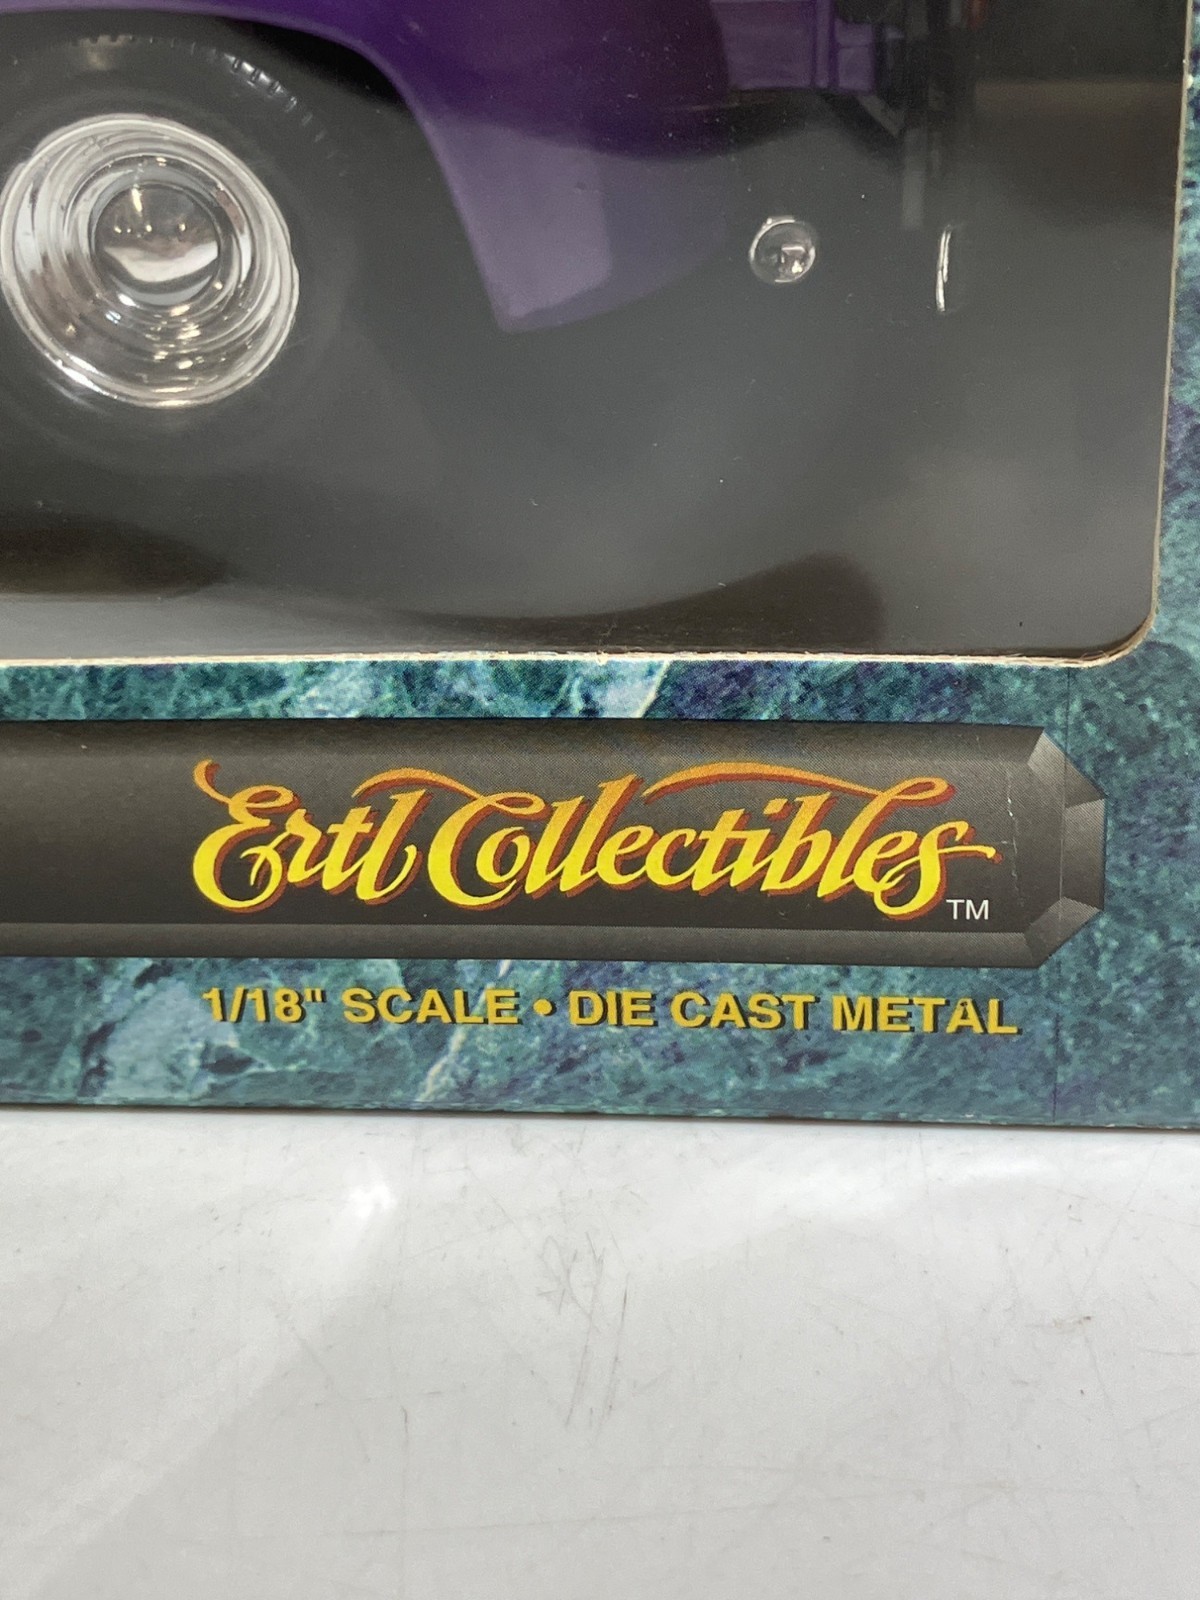 Ertl Collectibles TM
1/18" SCALE • DIE CAST METAL